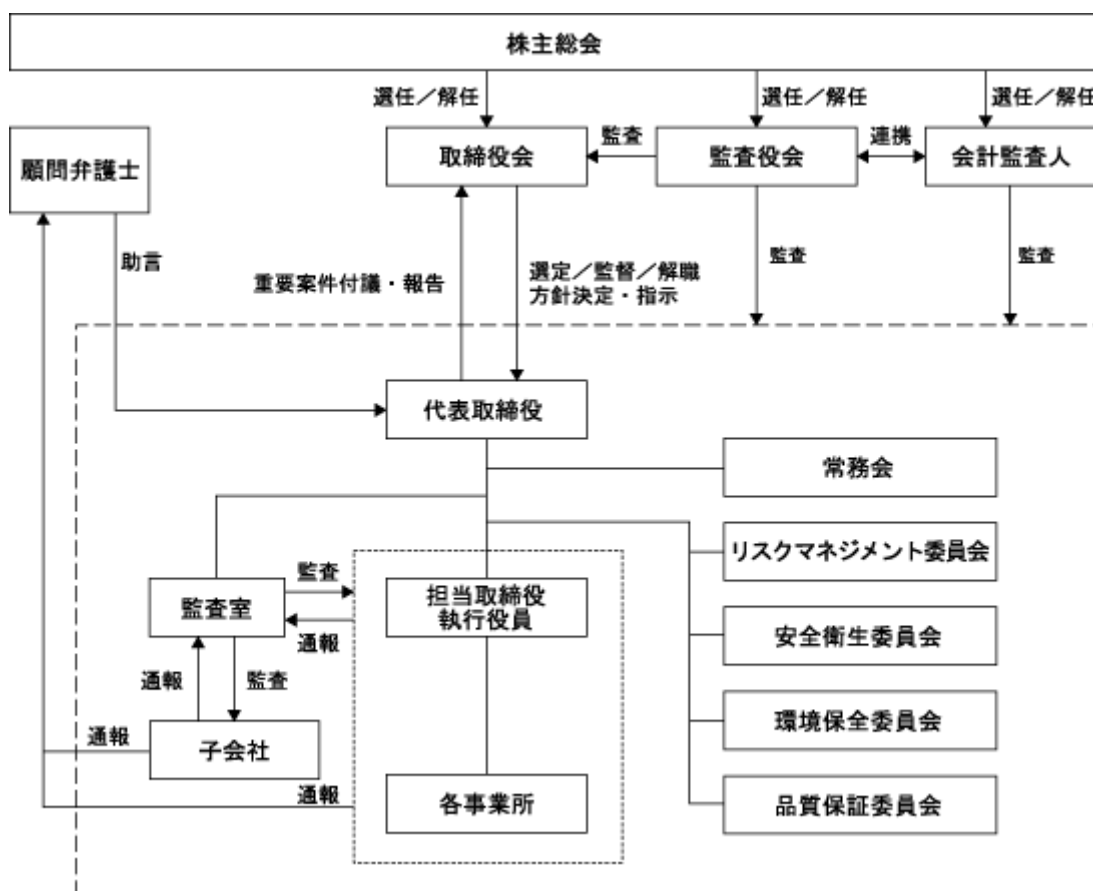 株主総会
選任／解任
選任／解任
選任／解任
顧問弁護士
取締役会
監査
監査役会
連携
会計監査人
助言
重要案件付議・報告
選定／監督／解職
方針決定・指示
監査
監査
代表取締役
常務会
リスクマネジメント委員会
監査室
監査
通報
担当取締役
執行役員
安全衛生委員会
通報
監査
環境保全委員会
通報
子会社
通報
各事業所
品質保証委員会